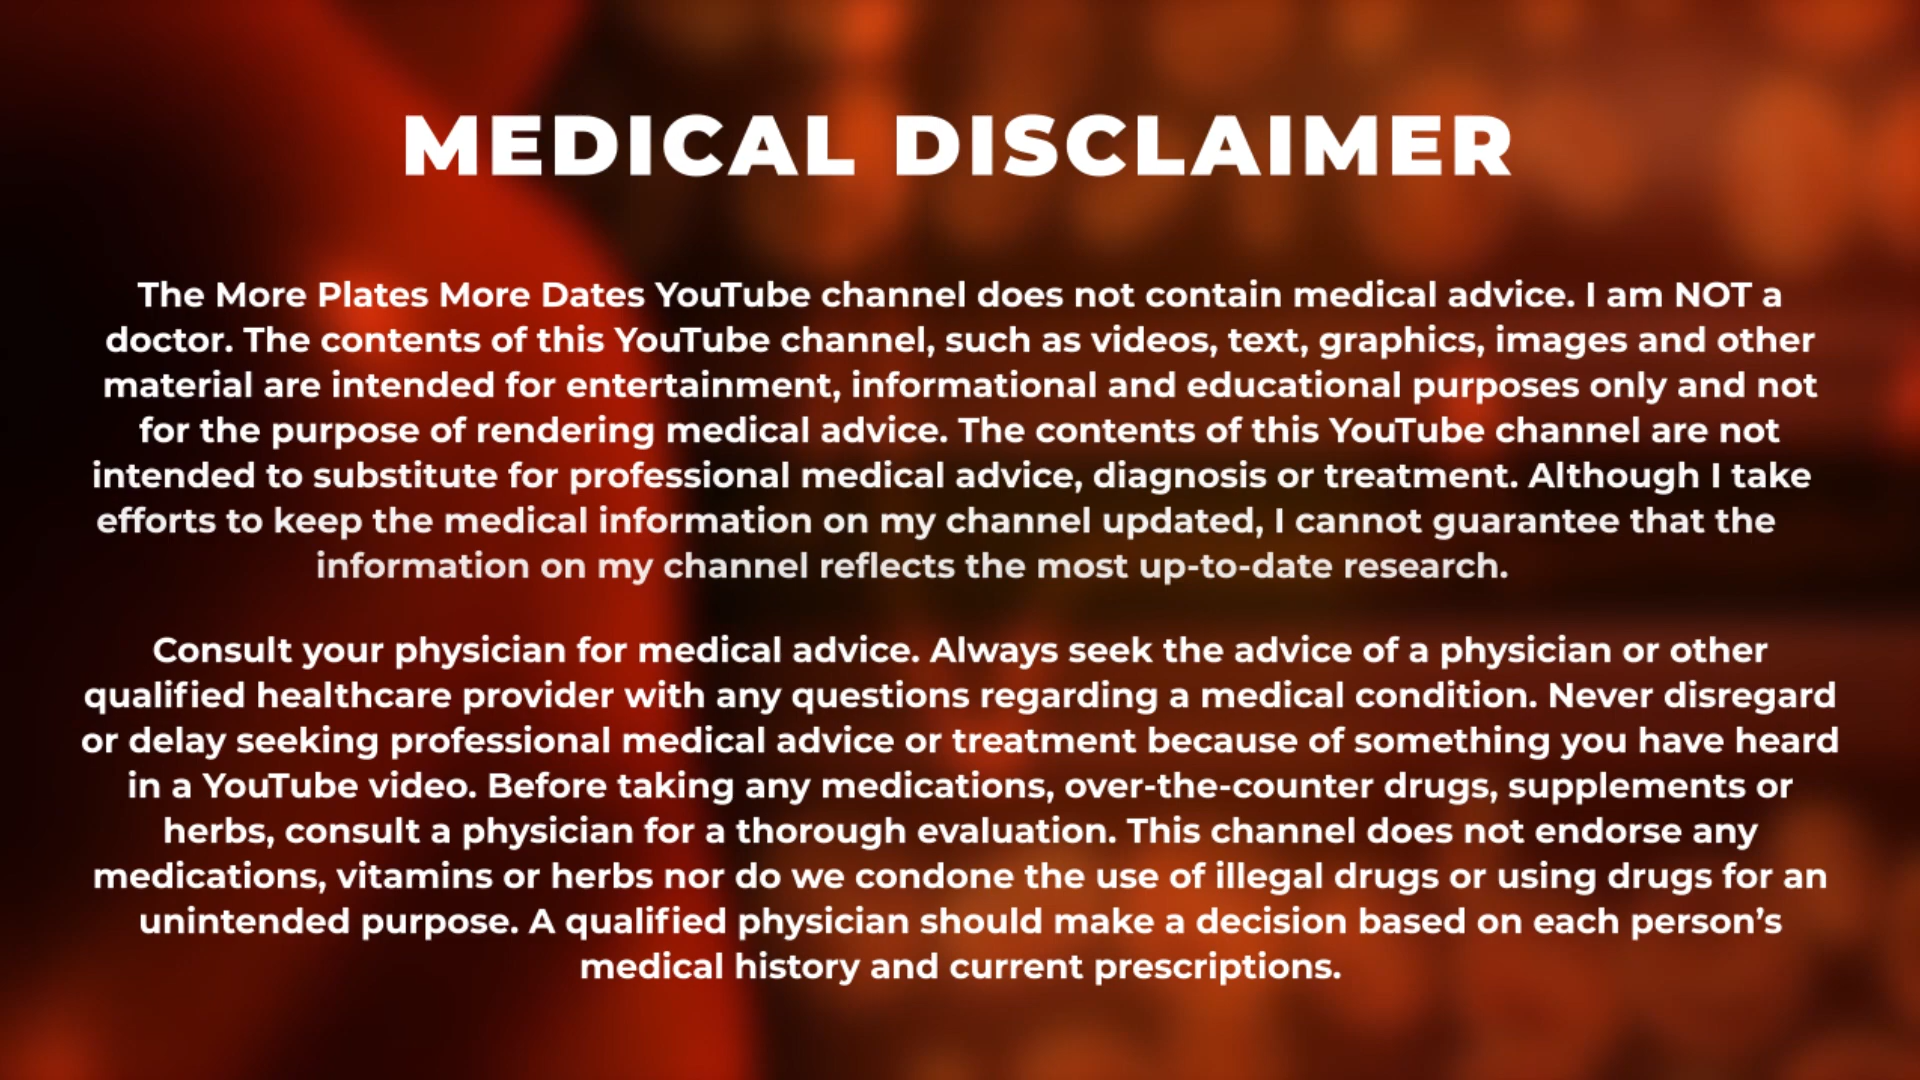 MEDICAL DISCLAIMER
The More Plates More Dates YouTube channel does not contain medical advice. I am NOT a
doctor. The contents of this YouTube channel, such as videos, text, graphics, images and other
material are intended for entertainment, informational and educational purposes only and not
for the purpose of rendering medical advice. The contents of this YouTube channel are not
intended to substitute for professional medical advice, diagnosis or treatment. Although I take
efforts to keep the medical information on my channel updated, I cannot guarantee that the
information on my channel reflects the most up-to-date research.
Consult your physician for medical advice. Always seek the advice of a physician or other
qualified healthcare provider with any questions regarding a medical condition. Never disregard
or delay seeking professional medical advice or treatment because of something you have heard
in a YouTube video. Before taking any medications, over-the-counter drugs, supplements or
herbs, consult a physician for a thorough evaluation. This channel does not endorse any
medications, vitamins or herbs nor do we condone the use of illegal drugs or using drugs for an
unintended purpose. A qualified physician should make a decision based on each person’s
medical history and current prescriptions.